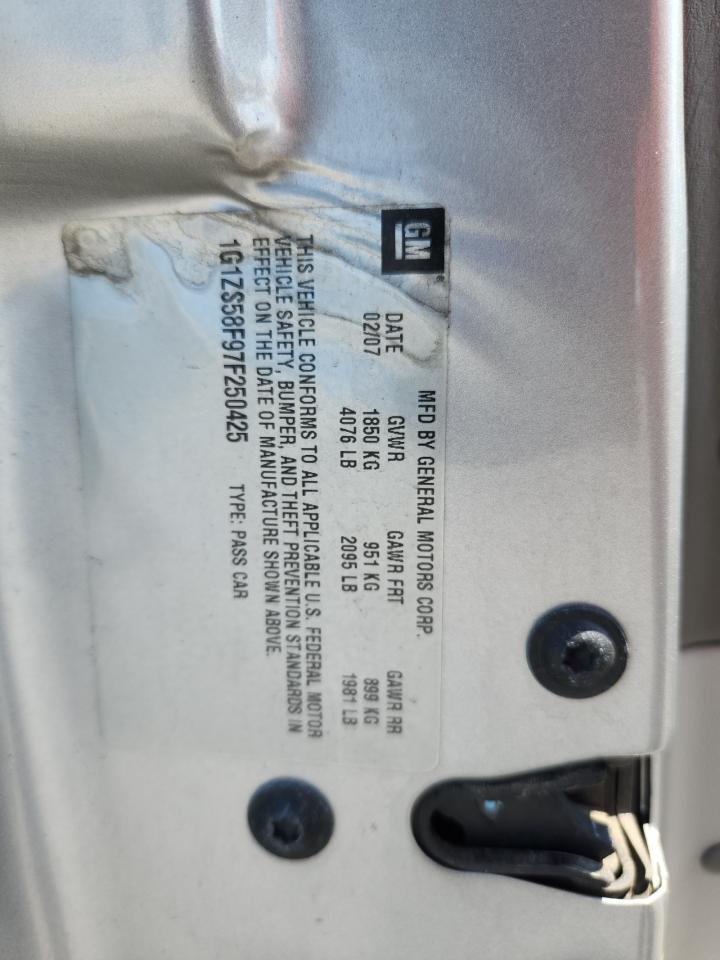 GM
MFD BY GENERAL MOTORS CORP.
DATE GVWR GAWR FRT GAWR RR
02/07 1850 KG 951 KG 899 KG
4076 LB 2095 LB 1981 LB
THIS VEHICLE CONFORMS TO ALL APPLICABLE U.S. FEDERAL MOTOR
VEHICLE SAFETY, BUMPER, AND THEFT PREVENTION STANDARDS IN
EFFECT ON THE DATE OF MANUFACTURE SHOWN ABOVE.
1G1ZS58F97F250425 TYPE: PASS CAR